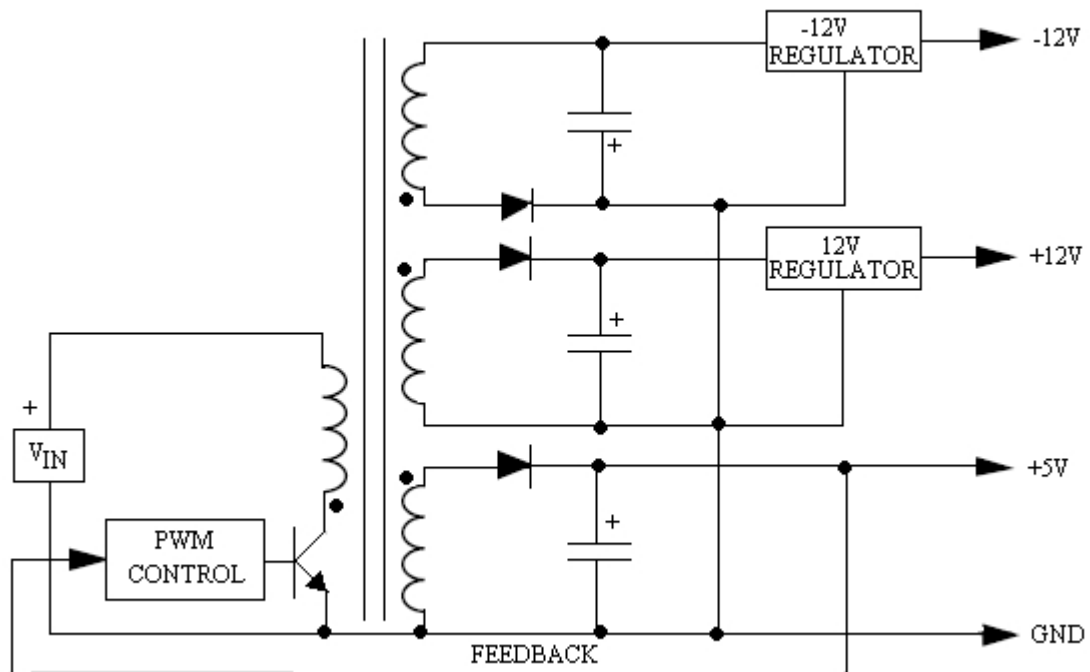 -12V
REGULATOR
-12V
+
12V
REGULATOR
+12V
+
+
VIN
+5V
+
PWM
CONTROL
GND
FEEDBACK